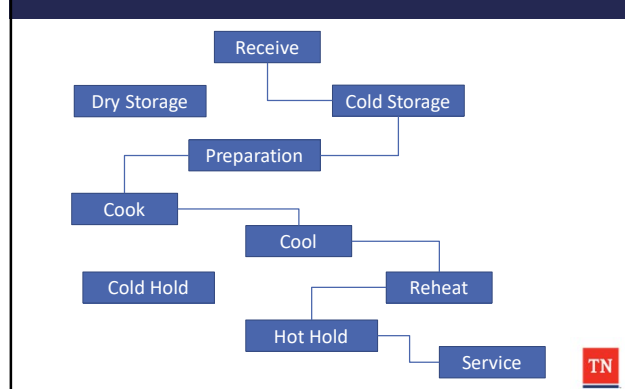 Receive
Dry Storage
Cold Storage
Preparation
Cook
Cool
Cold Hold
Reheat
Hot Hold
Service
TN